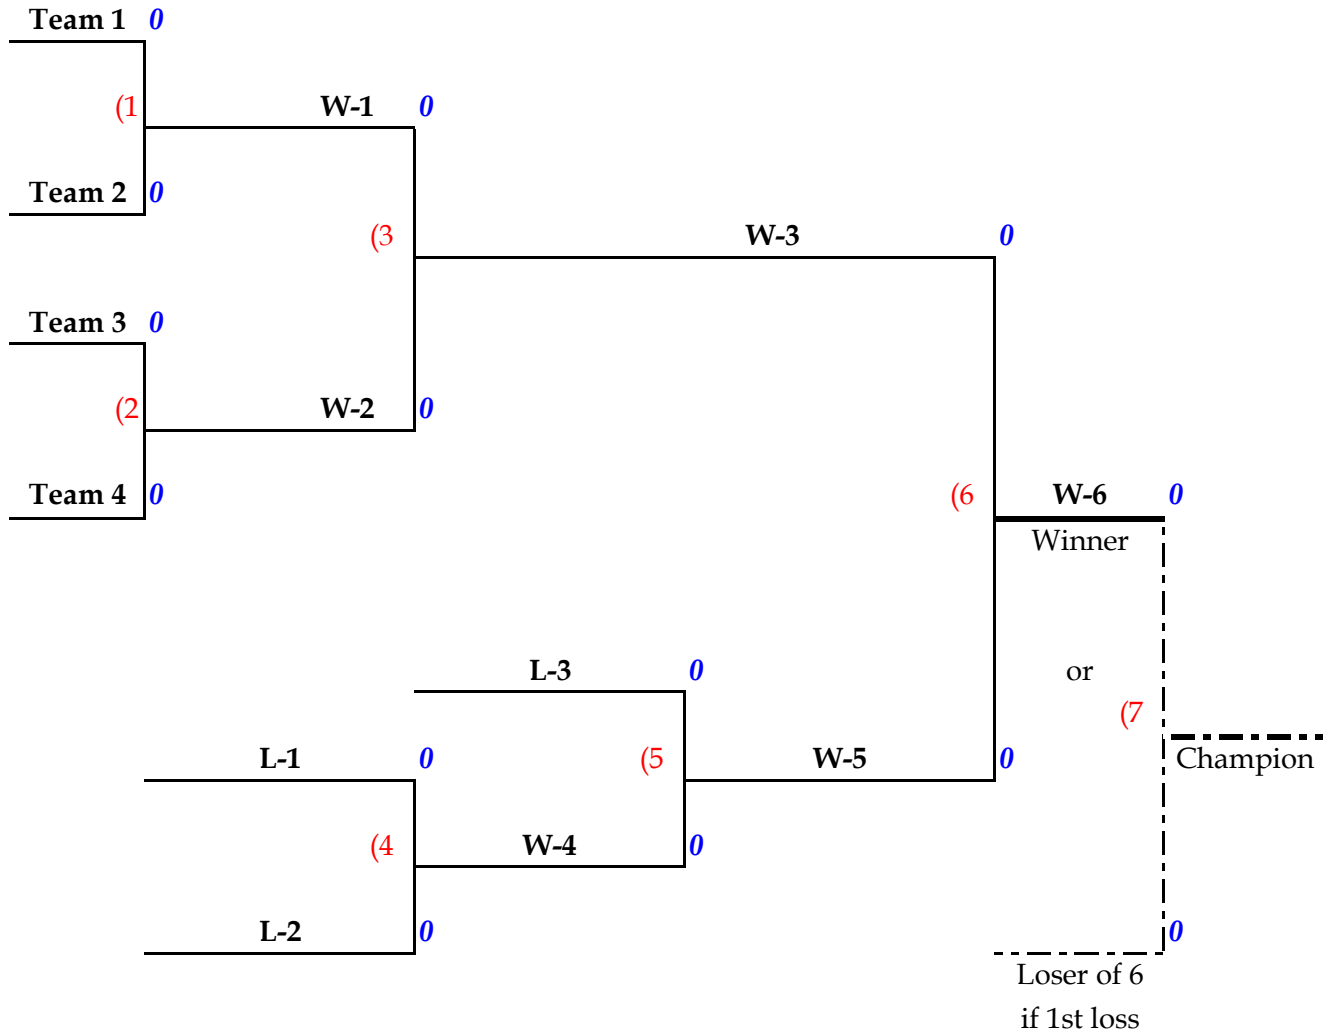 Team 1 0
(1 W-1 0
Team 2 0
(3 W-3 0
Team 3 0
(2 W-2 0
Team 4 0 (6 W-6 0
Winner
L-3 0 or
(7
L-1 0 (5 W-5 0 Champion
(4 W-4 0
L-2 0 0
Loser of 6
if 1st loss